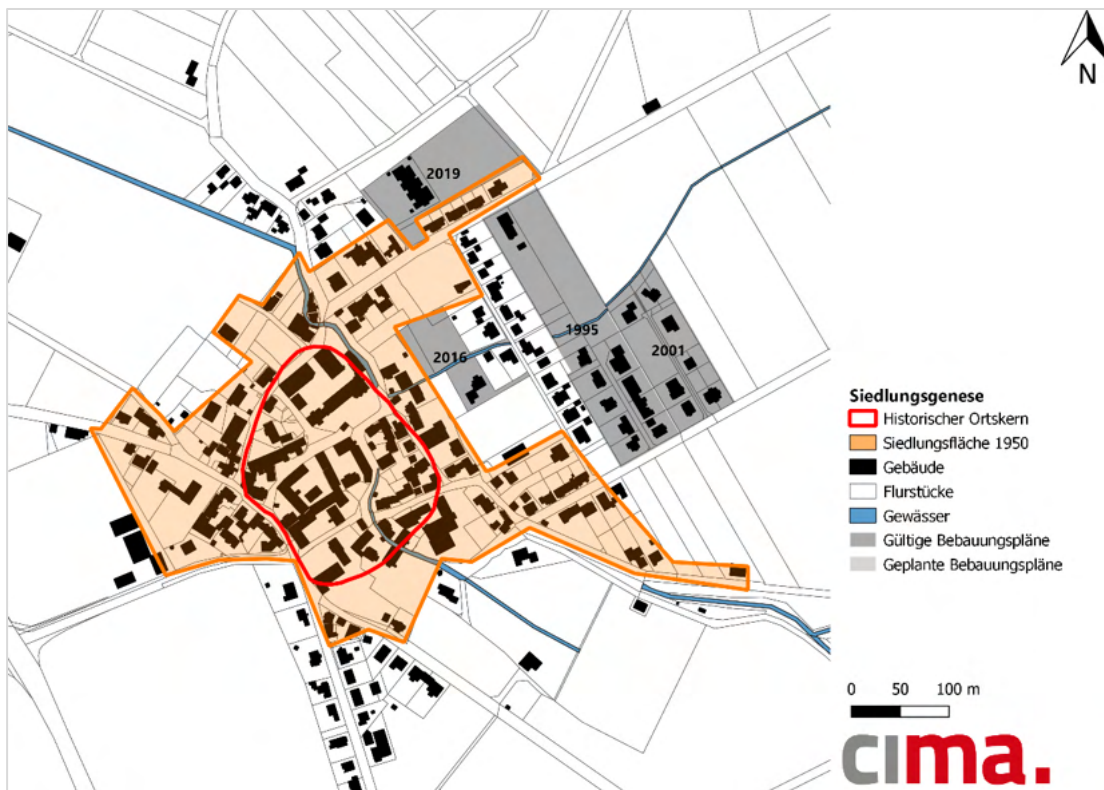 N
2019
1995
2016
2001
Siedlungsgenese
Historischer Ortskern
Siedlungsfläche 1950
Gebäude
Flurstücke
Gewässer
Gültige Bebauungspläne
Geplante Bebauungspläne
0 50 100 m
cima.